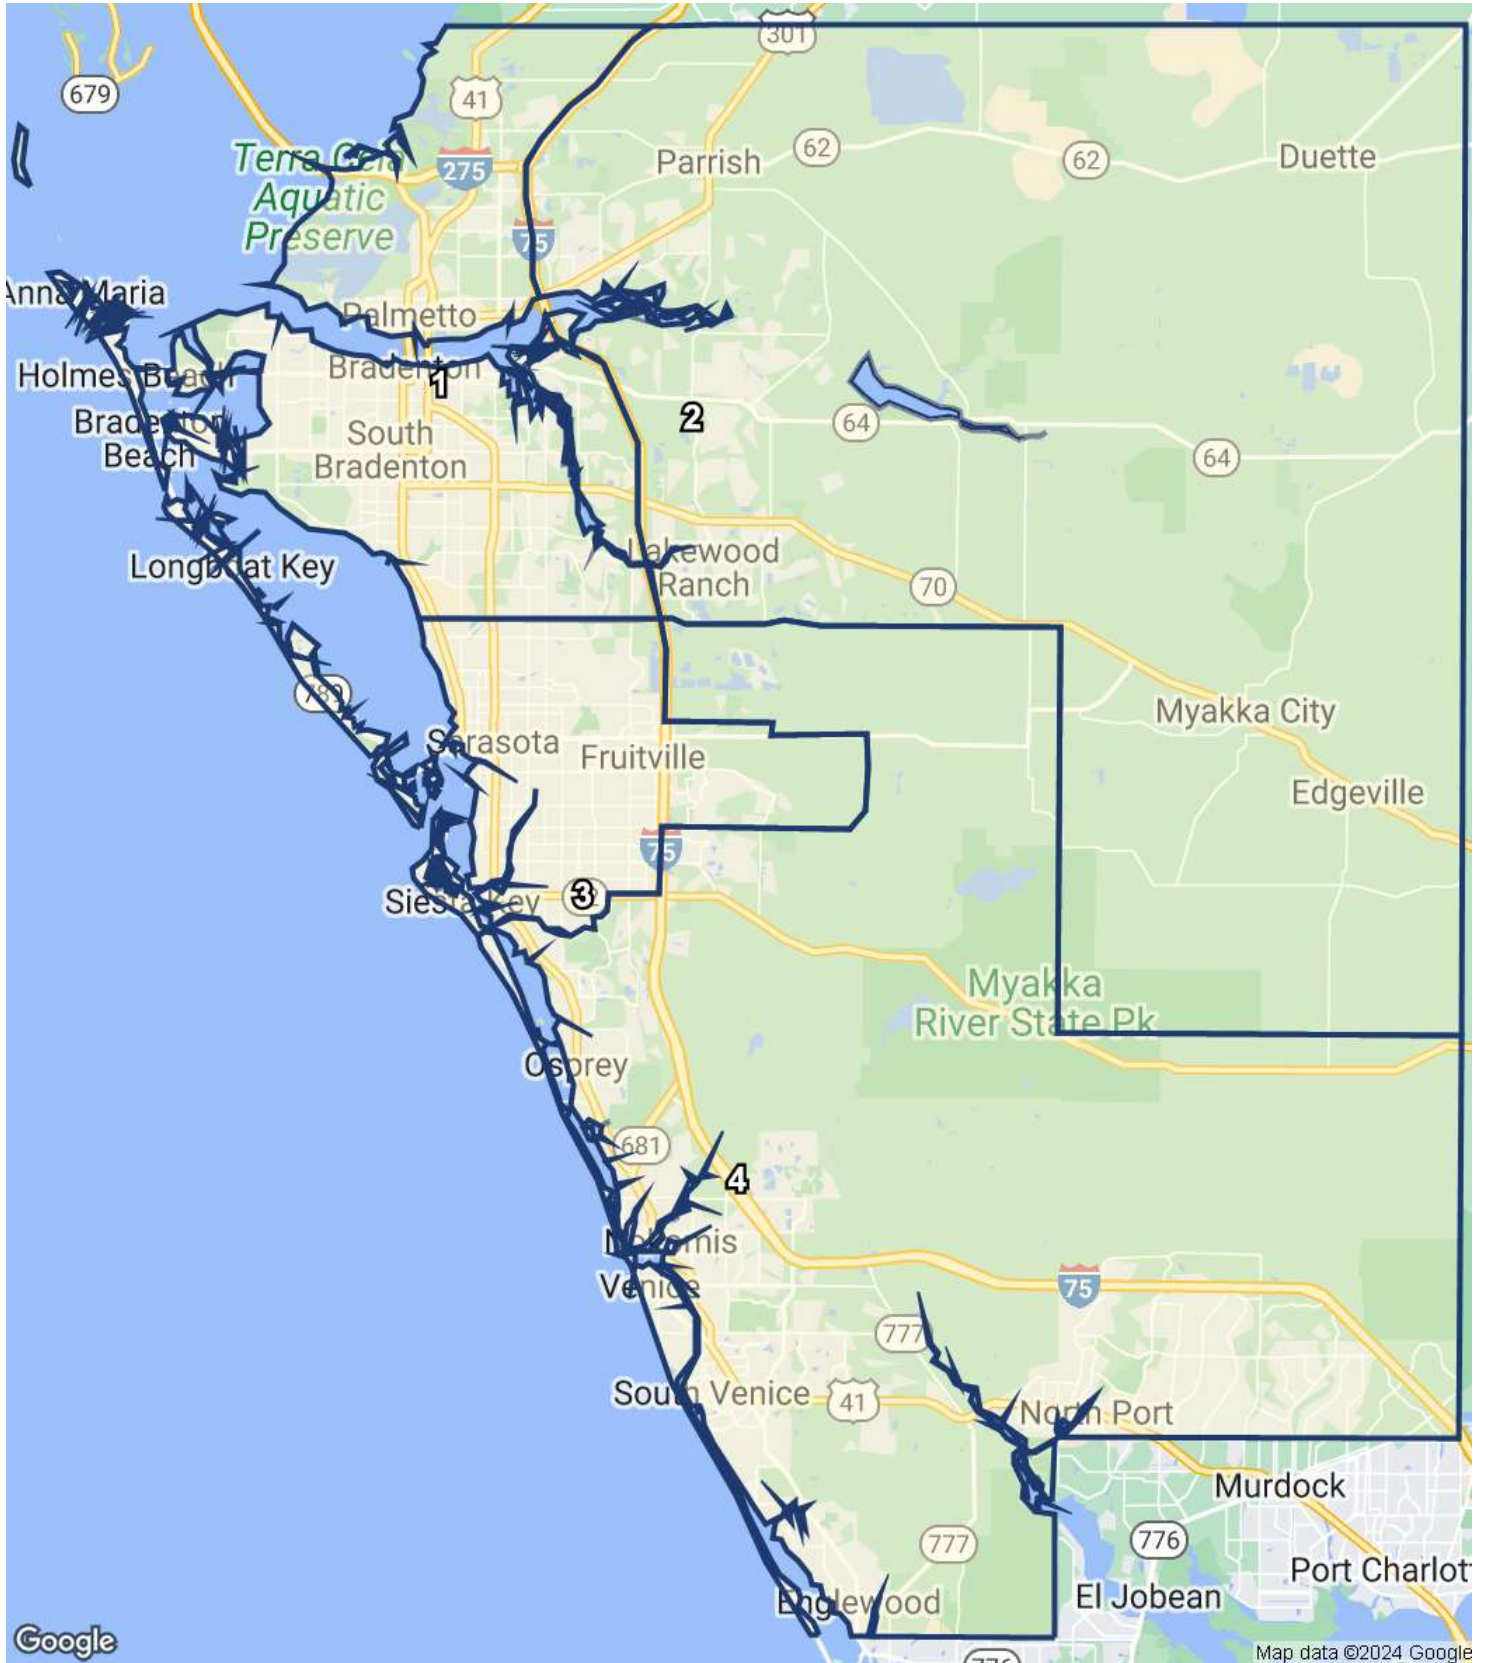 301
679
41
Terra Ceia
Aquatic
Preserve
275
Parrish
62
62
Duette
75
Anna Maria
Palmetto
Holmes Beach
Bradenton
1
2
Bradenton
Beach
South
Bradenton
64
64
Longboat Key
Lakewood
Ranch
70
789
Myakka City
Sarasota
Fruitville
Edgeville
75
Siesta Key
3
Myakka
River State Pk
Osprey
681
4
Nokomis
Venice
75
777
South Venice
41
North Port
Murdock
777
776
Port Charlot
El Jobean
Englewood
Google
Map data ©2024 Google
776